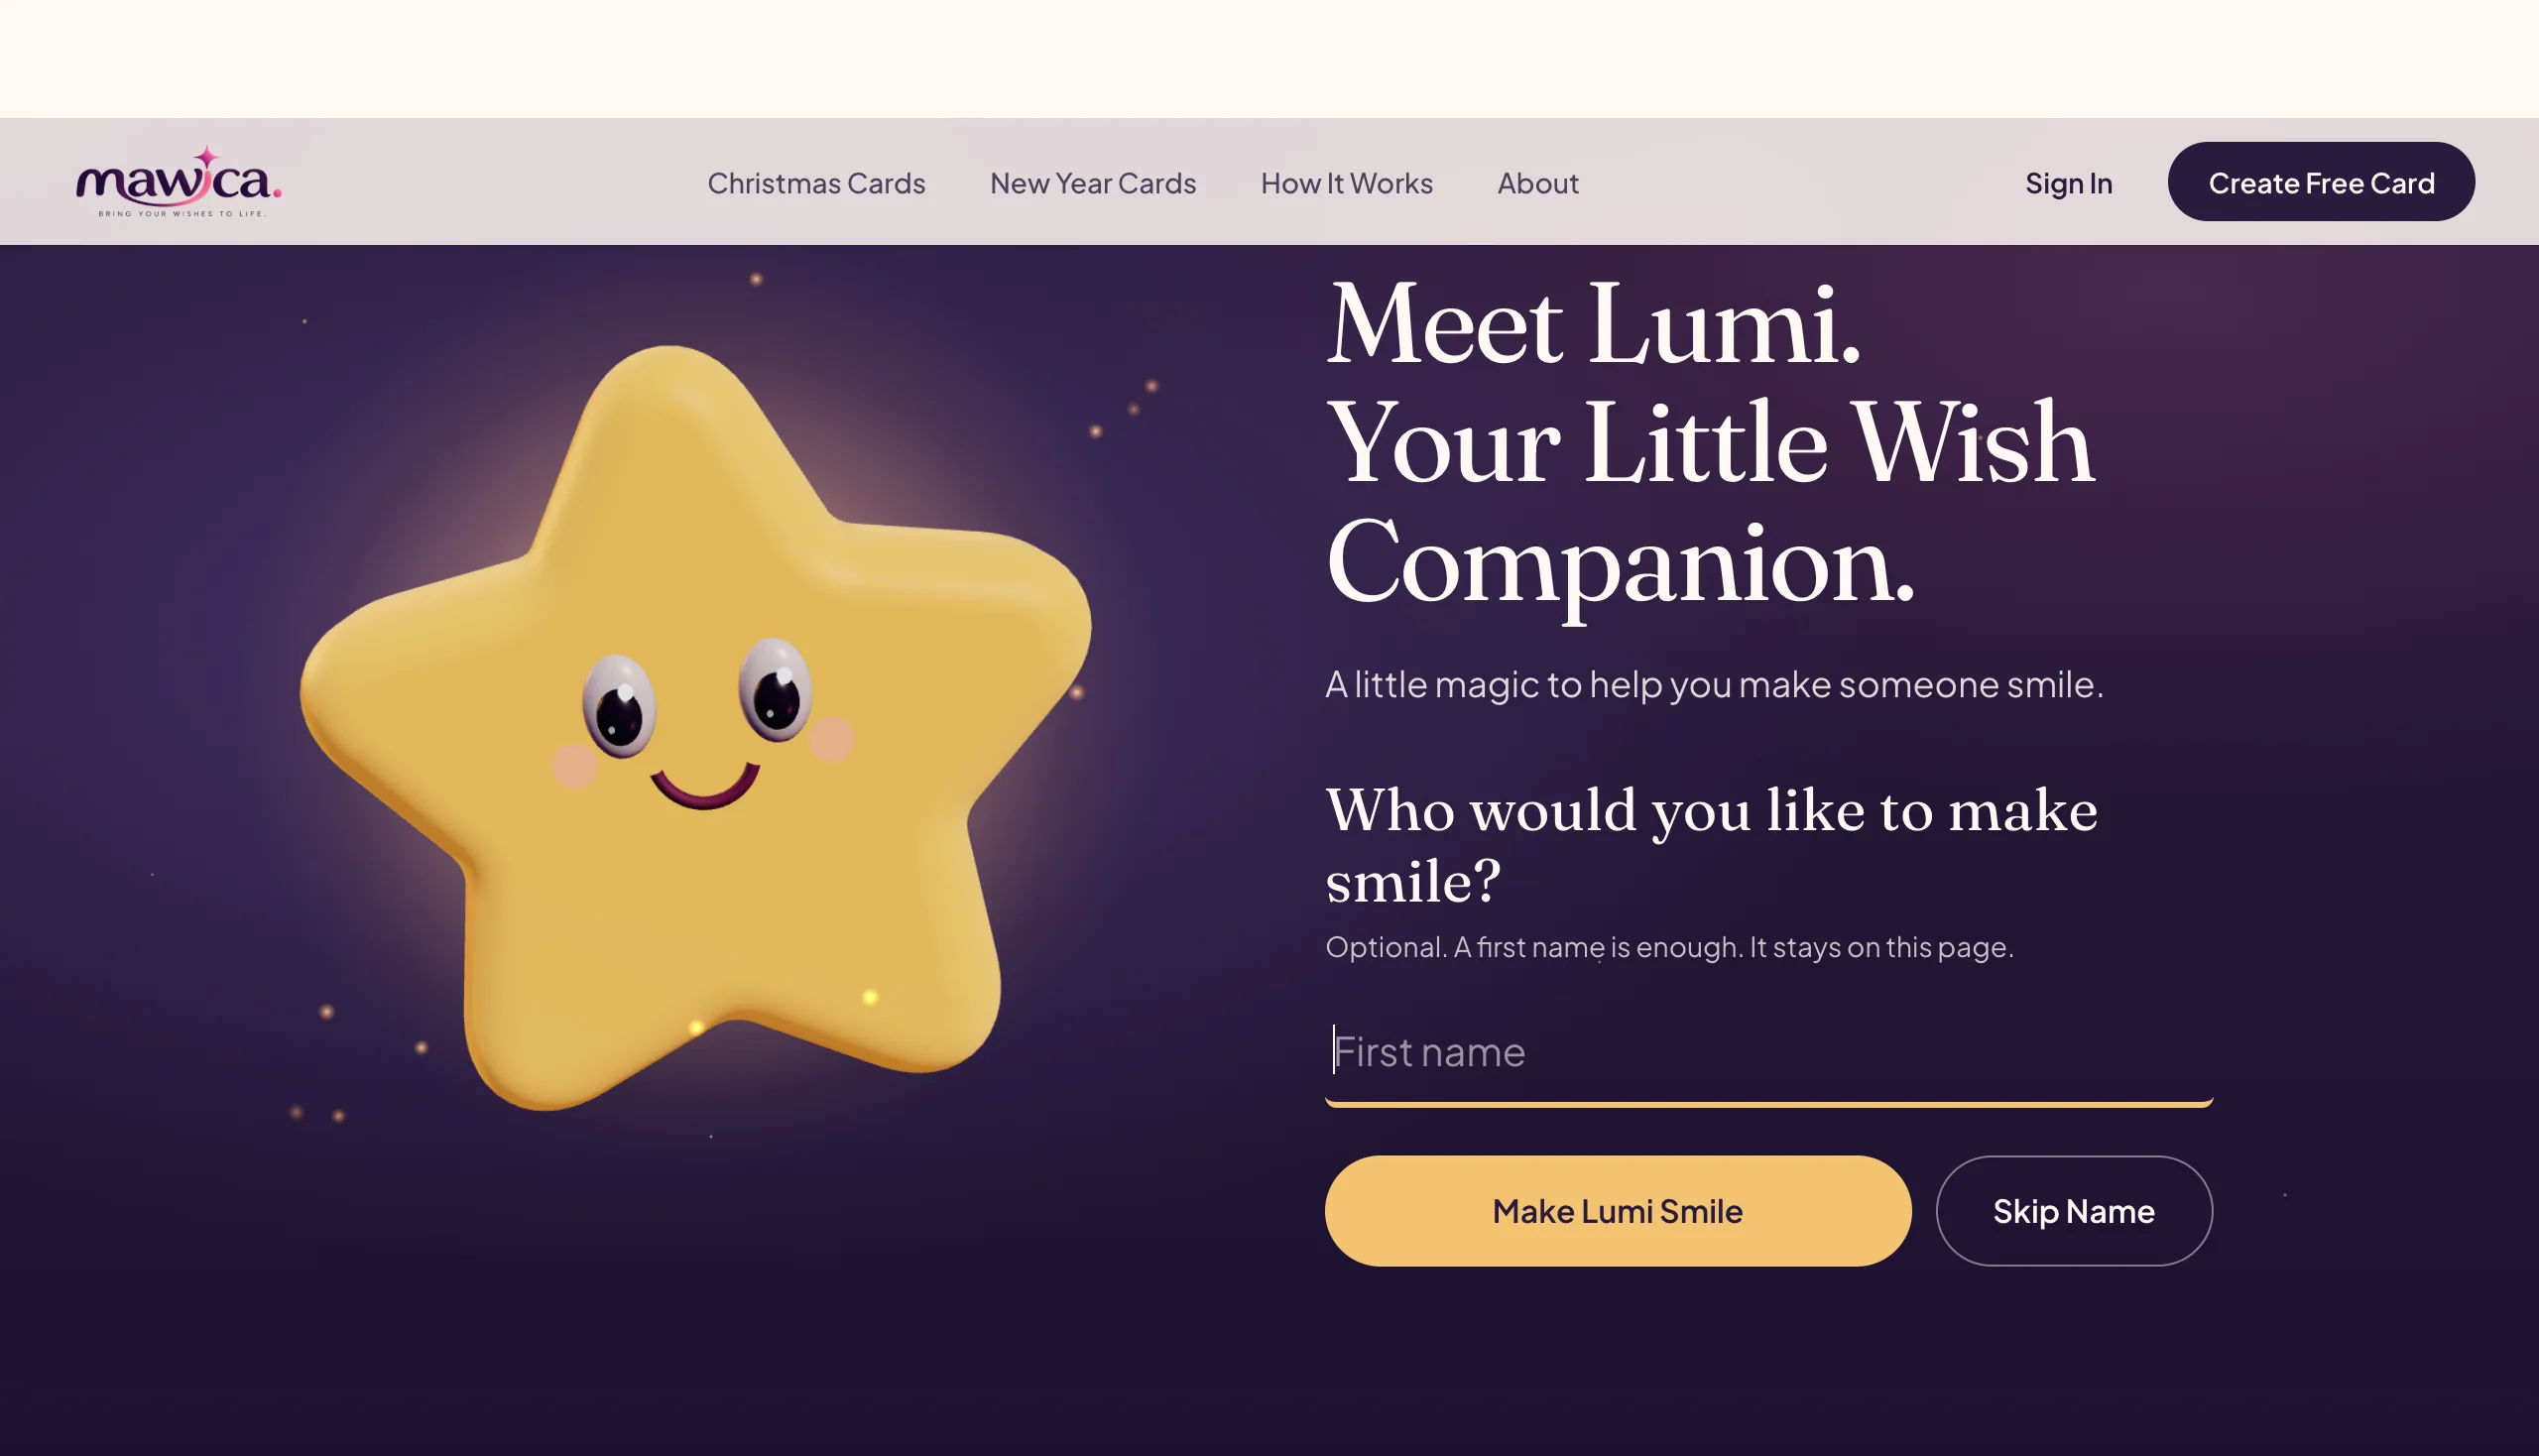 mawica.
BRING YOUR WISHES TO LIFE.
Christmas Cards
New Year Cards
How It Works
About
Sign In
Create Free Card
Meet Lumi.
Your Little Wish
Companion.
A little magic to help you make someone smile.
Who would you like to make
smile?
Optional. A first name is enough. It stays on this page.
First name
Make Lumi Smile
Skip Name